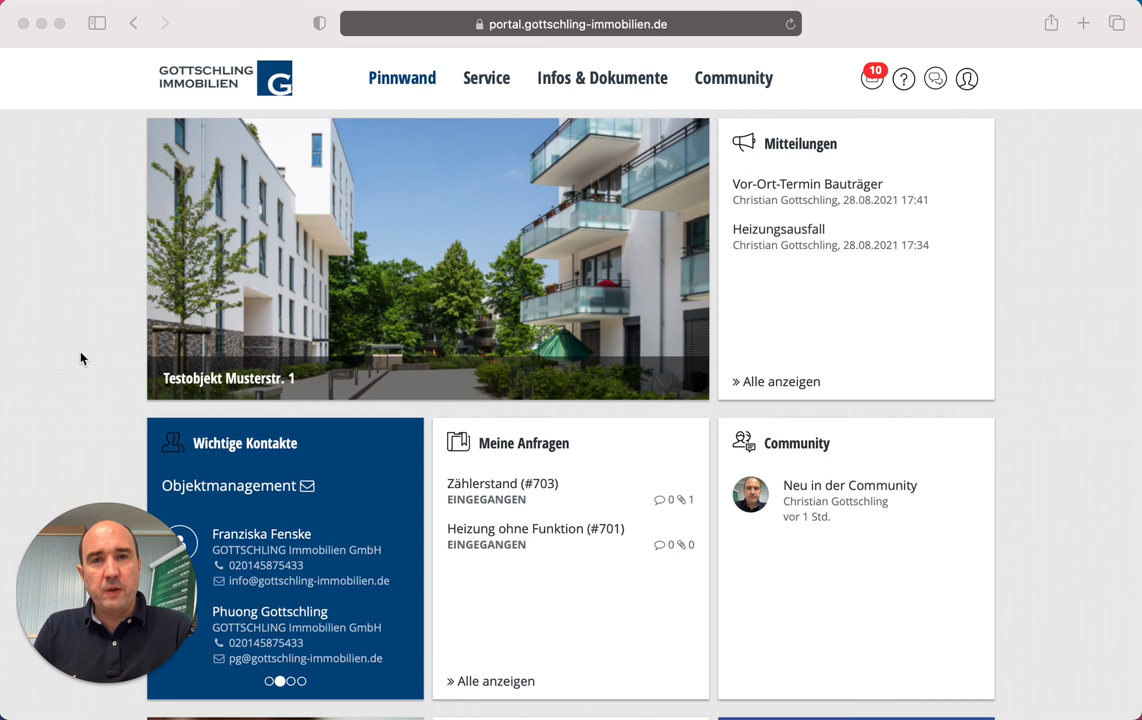 portal.gottschling-immobilien.de
GOTTSCHLING
IMMOBILIEN
G
Pinnwand
Service
Infos & Dokumente
Community
10
?
Testobjekt Musterstr. 1
Mitteilungen
Vor-Ort-Termin Bauträger
Christian Gottschling, 28.08.2021 17:41
Heizungsausfall
Christian Gottschling, 28.08.2021 17:34
» Alle anzeigen
Wichtige Kontakte
Objektmanagement
Franziska Fenske
GOTTSCHLING Immobilien GmbH
020145875433
info@gottschling-immobilien.de
Phuong Gottschling
GOTTSCHLING Immobilien GmbH
020145875433
pg@gottschling-immobilien.de
Meine Anfragen
Zählerstand (#703)
EINGEGANGEN
0 1
Heizung ohne Funktion (#701)
EINGEGANGEN
0 0
» Alle anzeigen
Community
Neu in der Community
Christian Gottschling
vor 1 Std.